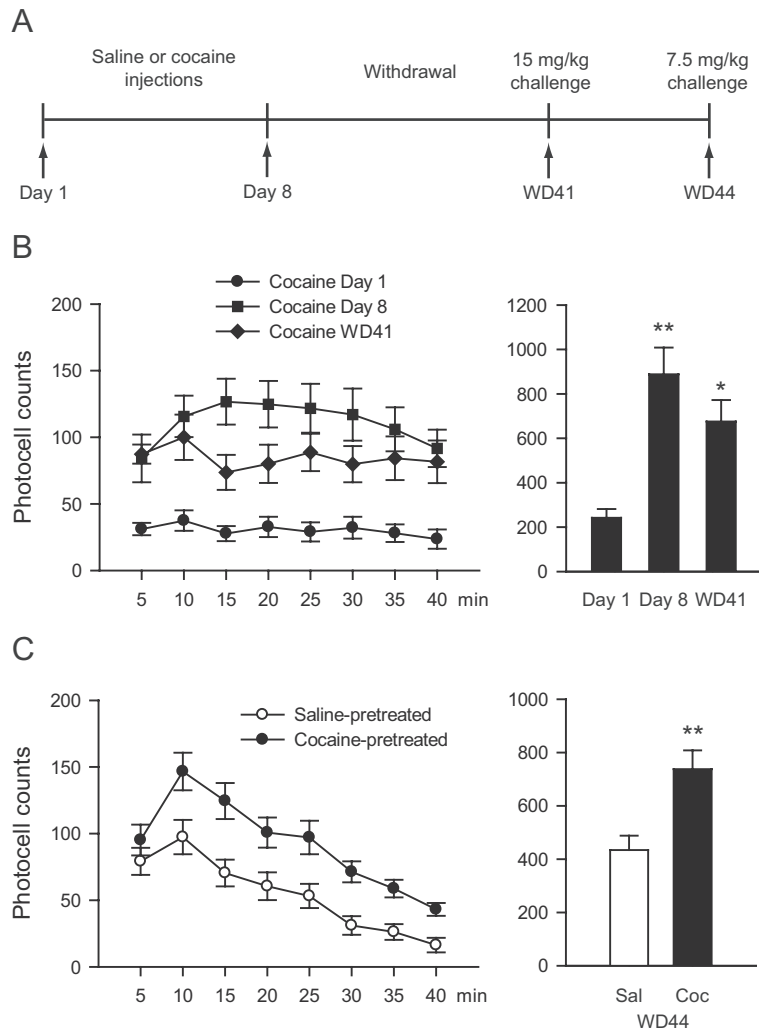 A
Saline or cocaine
injections
Withdrawal
15 mg/kg
challenge
7.5 mg/kg
challenge
Day 1
Day 8
WD41
WD44
B
Cocaine Day 1
Cocaine Day 8
Cocaine WD41
Photocell counts
200
150
100
50
0
5 10 15 20 25 30 35 40 min
1200
1000
800
600
400
200
0
**
*
Day 1 Day 8 WD41
C
Saline-pretreated
Cocaine-pretreated
Photocell counts
200
150
100
50
0
5 10 15 20 25 30 35 40 min
1000
800
600
400
200
0
**
Sal Coc
WD44